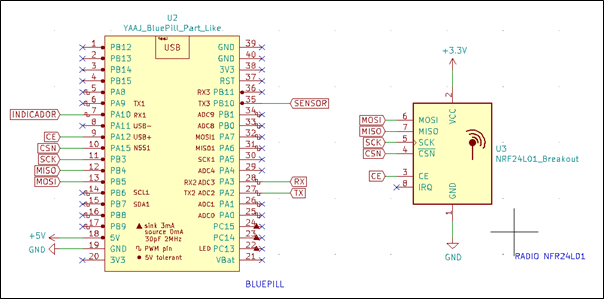 U2
YAAJ_BluePill_Part_Like
USB
1 PB12 GND 39
2 PB13 GND 40
3 PB14 3V3 38
4 PB15 RST 37
5 PA8 RX3 PB11 36
6 PA9 TX1 TX3 PB10 35 SENSOR
INDICADOR 7 PA10 RX1 ADC9 PB1 34
8 PA11 USB- ADC8 PB0 33
CE 9 PA12 USB+ MOSI1 PA7 32
CSN 10 PA15 NSS1 MISO1 PA6 31
SCK 11 PB3 SCK1 PA5 30
MISO 12 PB4 ADC4 PA4 29
MOSI 13 PB5 RX2 ADC3 PA3 28 RX
14 PB6 SCL1 TX2 ADC2 PA2 27 TX
15 PB7 SDA1 ADC1 PA1 26
16 PB8 ADC0 PA0 25
17 PB9 sink 3mA PC15 24
+5V 18 5V source 0mA PC14 23
30pF 2MHz
GND 19 GND PWM pin LED PC13 22
20 3V3 5V tolerant VBat 21
BLUEPILL
+3.3V
2
VCC
MOSI 6 MOSI
MISO 7 MISO
SCK 5 SCK
CSN 4 CSN
CE 3 CE
8 IRQ
GND
1
GND
U3
NRF24L01_Breakout
RADIO NFR24L01